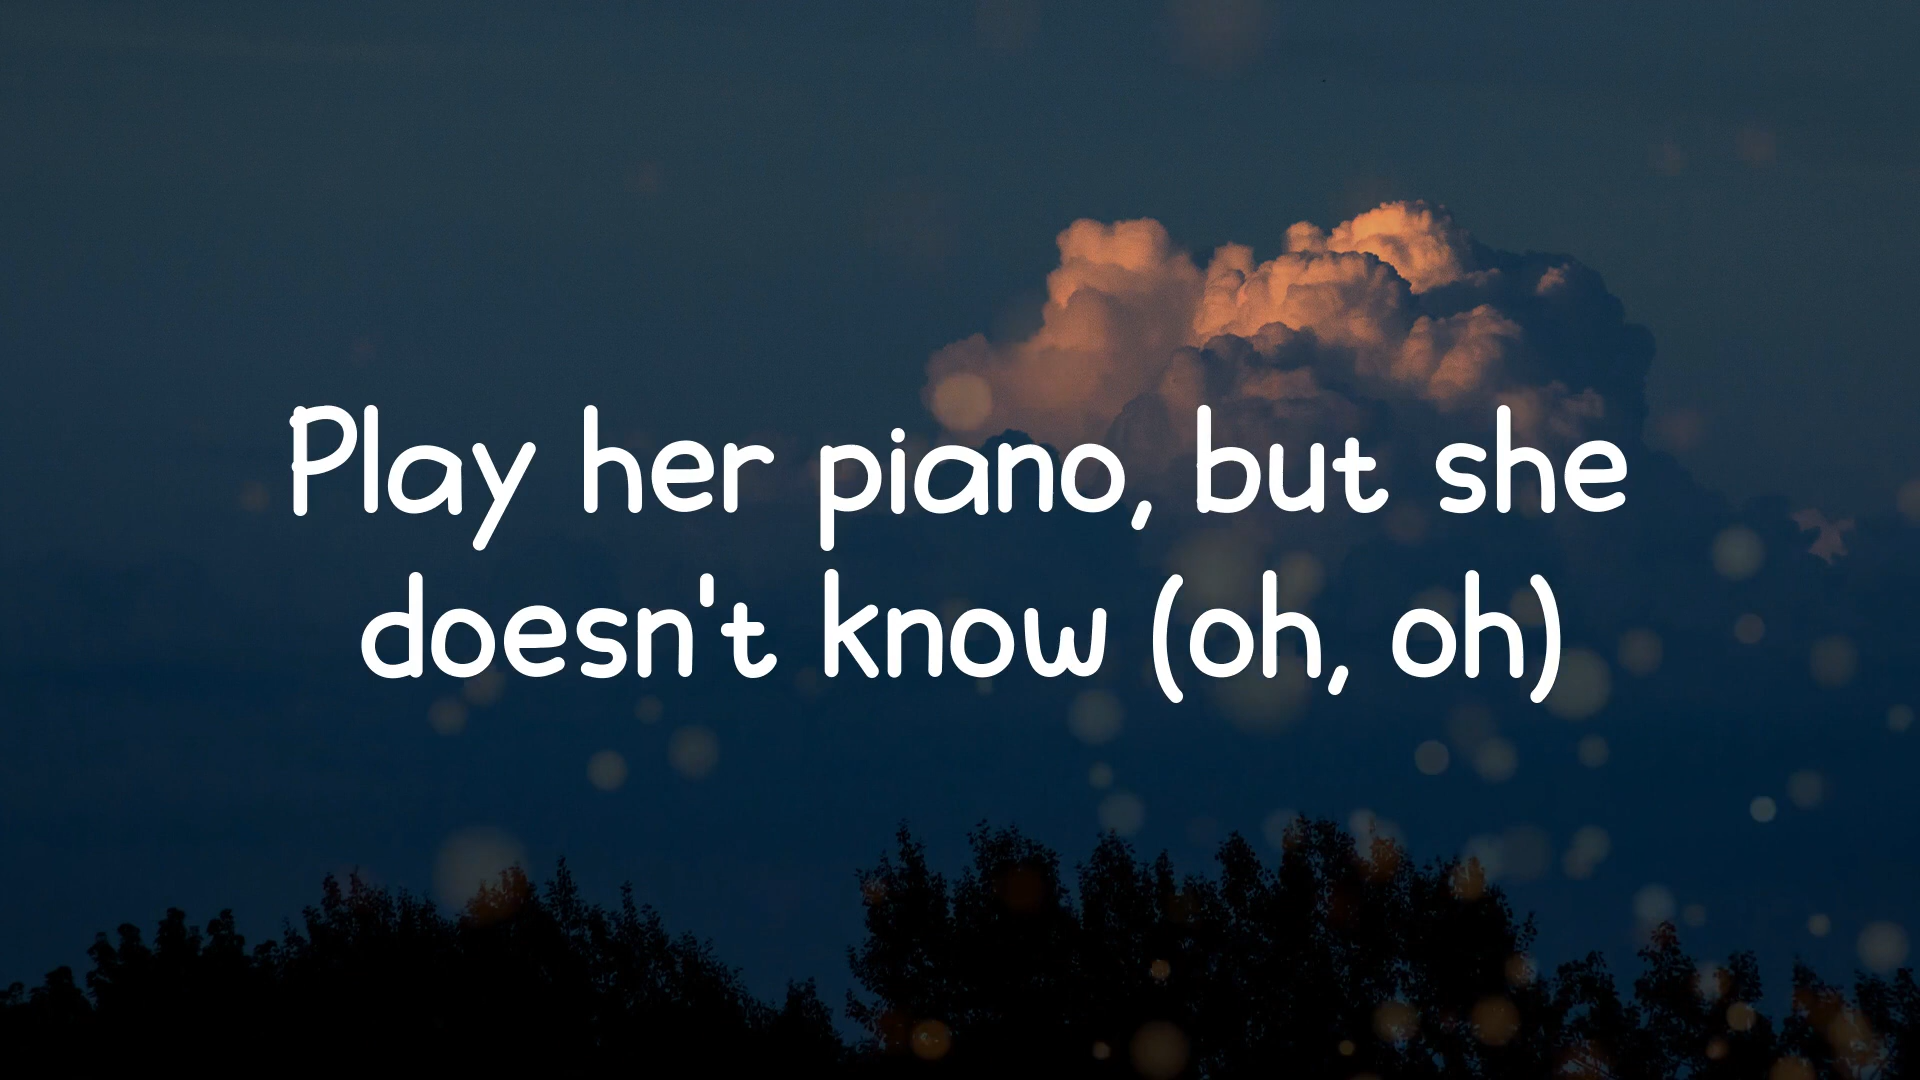 Play her piano, but she
doesn't know (oh, oh)